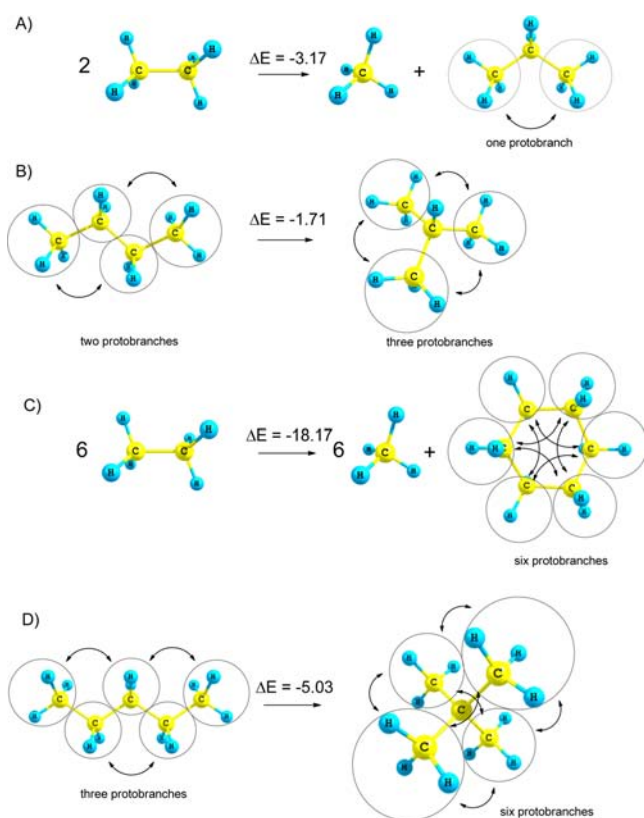 A)
2
ΔE = -3.17
+
one protobranch
B)
ΔE = -1.71
two protobranches
three protobranches
C)
6
ΔE = -18.17
6
+
six protobranches
D)
ΔE = -5.03
three protobranches
six protobranches